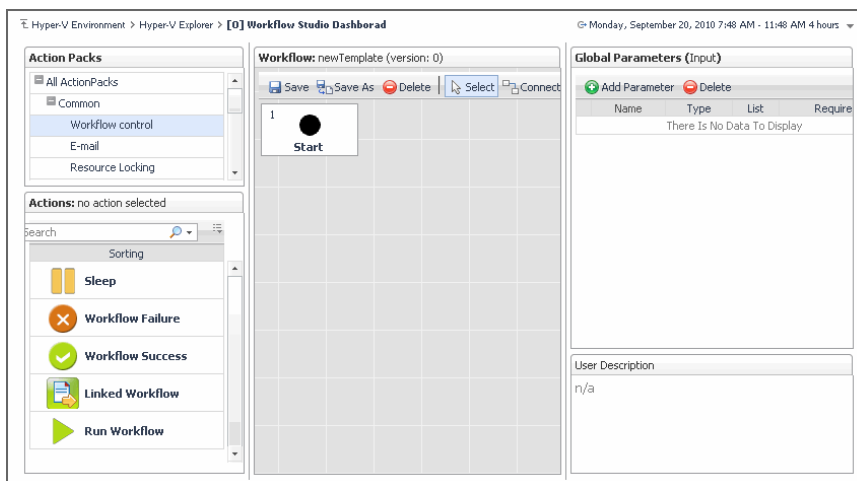 Hyper-V Environment > Hyper-V Explorer > [0] Workflow Studio Dashborad
Monday, September 20, 2010 7:48 AM - 11:48 AM 4 hours
Action Packs
All ActionPacks
Common
Workflow control
E-mail
Resource Locking
Actions: no action selected
Search
Sorting
Sleep
Workflow Failure
Workflow Success
Linked Workflow
Run Workflow
Workflow: newTemplate (version: 0)
Save Save As Delete Select Connect
1
Start
Global Parameters (Input)
Add Parameter Delete
Name Type List Require
There Is No Data To Display
User Description
n/a